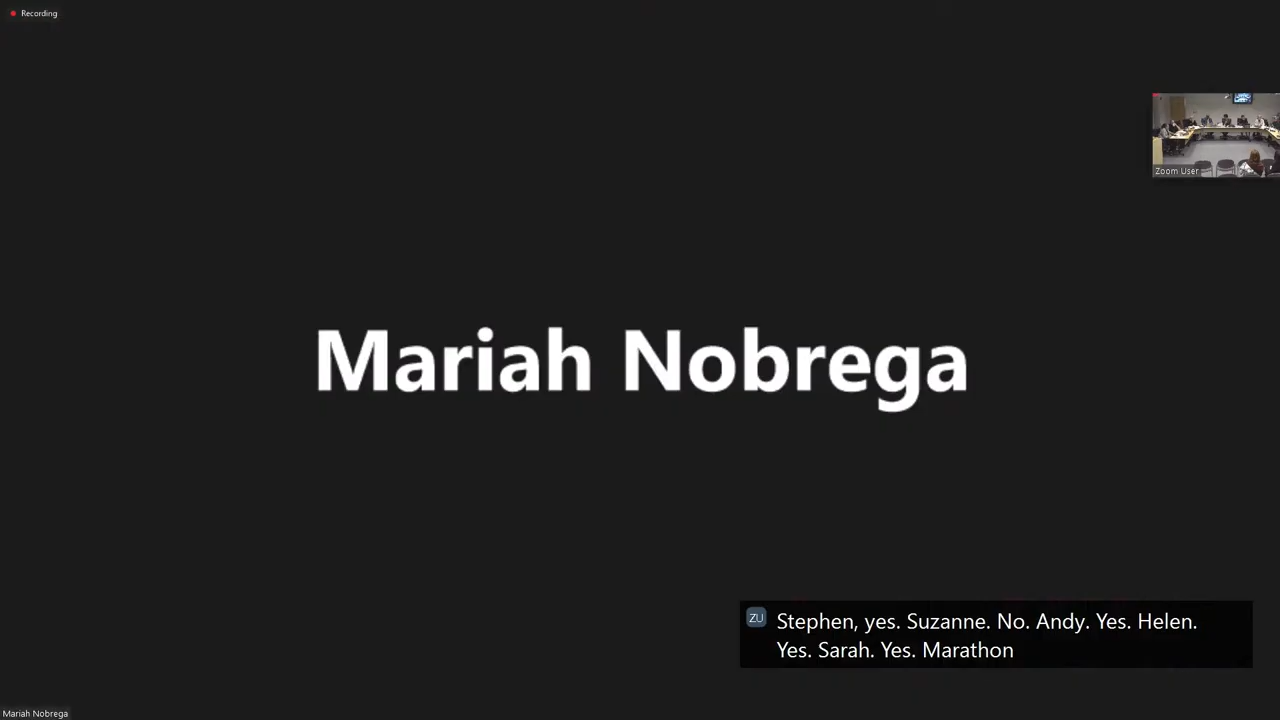 Recording
Zoom User
Mariah Nobrega
ZU
Stephen, yes. Suzanne. No. Andy. Yes. Helen.
Yes. Sarah. Yes. Marathon
Mariah Nobrega